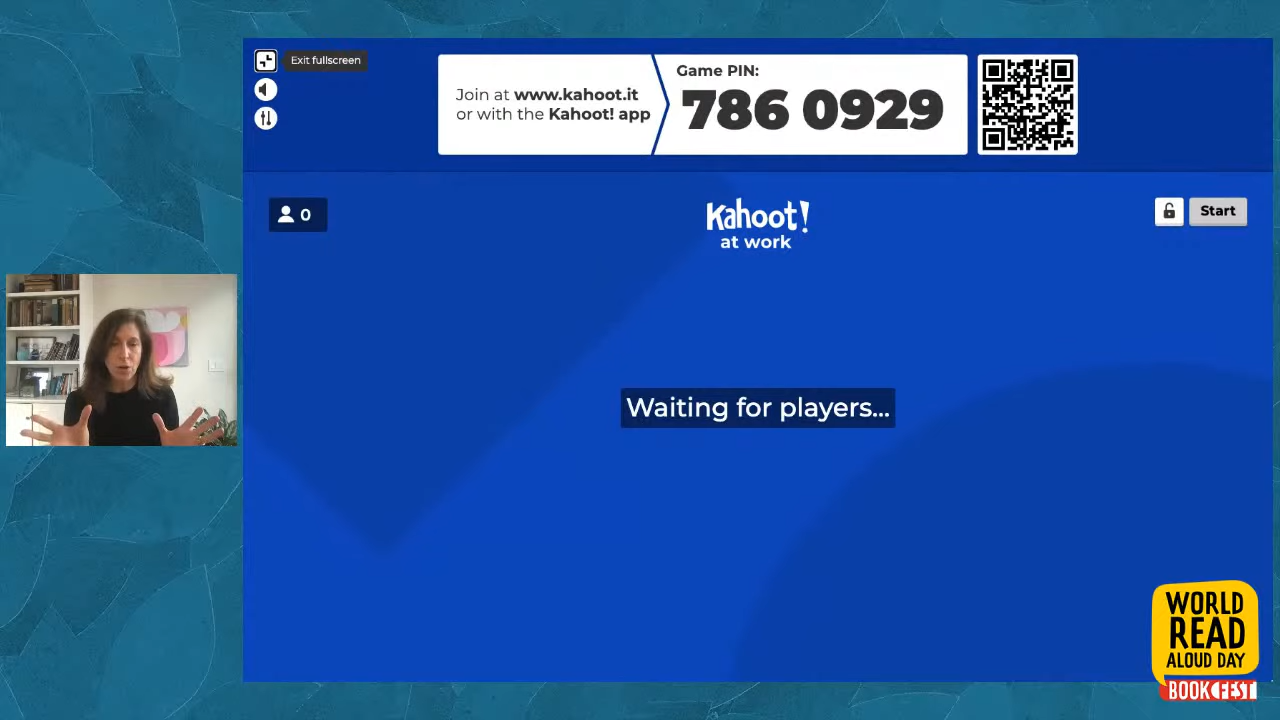 Exit fullscreen
Join at www.kahoot.it
or with the Kahoot! app
Game PIN:
786 0929
0
Kahoot!
at work
Start
Waiting for players...
WORLD
READ
ALOUD DAY
BOOK FEST